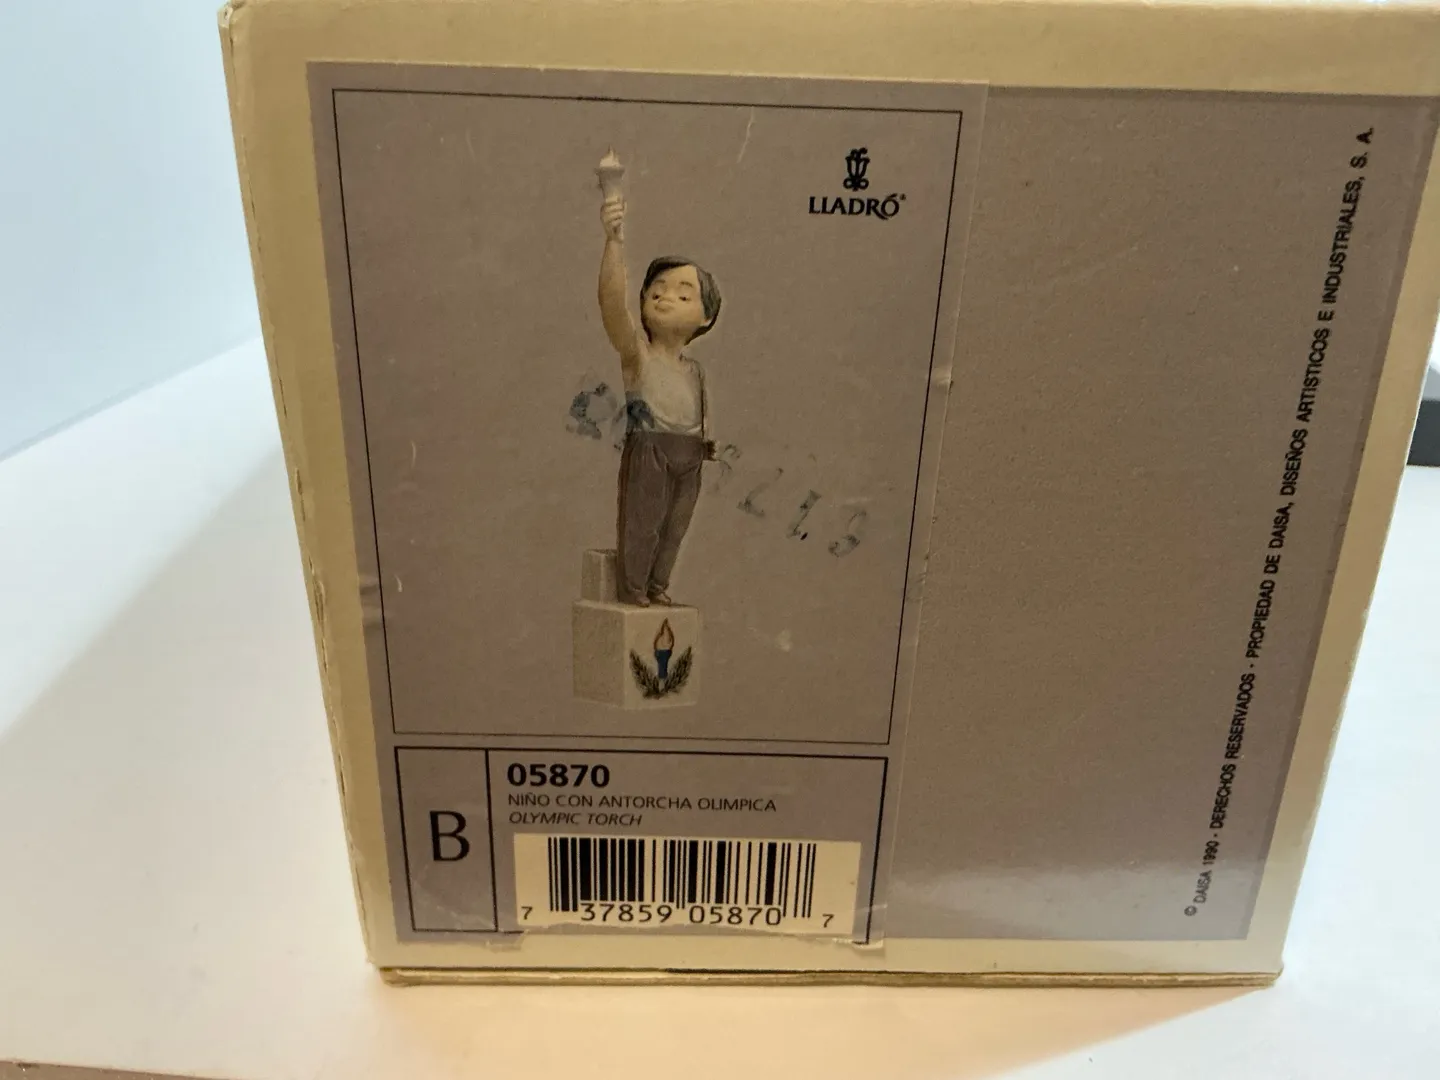 LLADRÓ®
05870
NIÑO CON ANTORCHA OLIMPICA
OLYMPIC TORCH
B
7 37859 05870 7
© DAISA 1990 · DERECHOS RESERVADOS · PROPIEDAD DE DAISA, DISEÑOS ARTISTICOS E INDUSTRIALES, S. A.